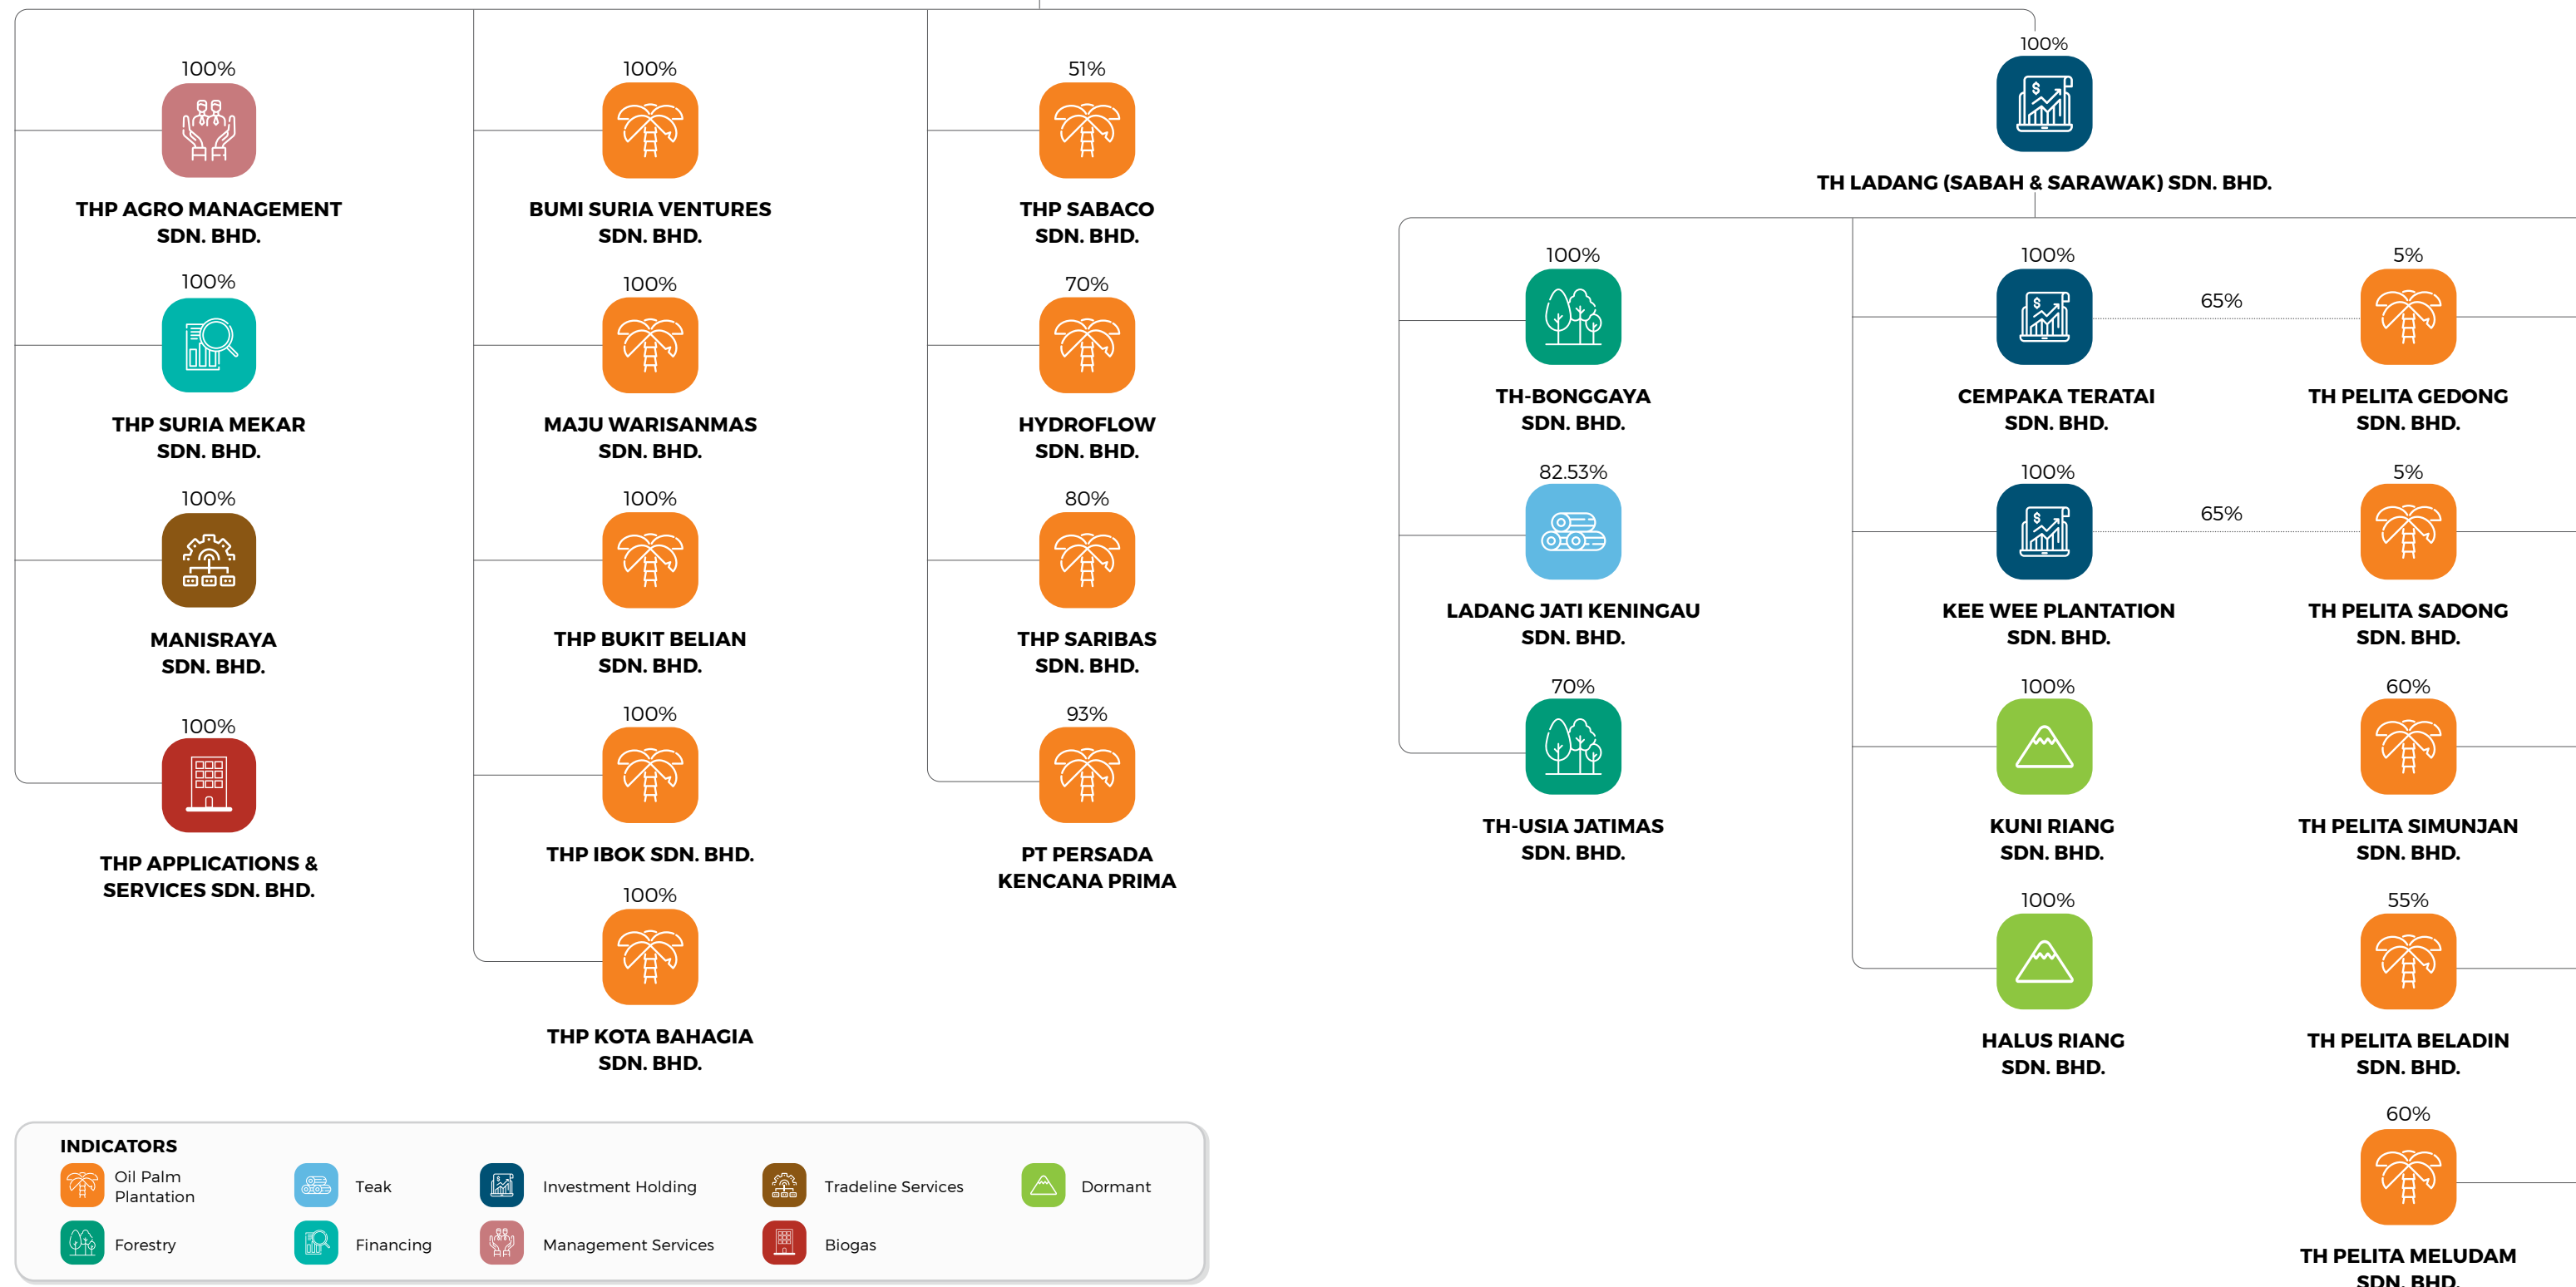 100%
THP AGRO MANAGEMENT
SDN. BHD.
100%
THP SURIA MEKAR
SDN. BHD.
100%
MANISRAYA
SDN. BHD.
100%
THP APPLICATIONS &
SERVICES SDN. BHD.
100%
BUMI SURIA VENTURES
SDN. BHD.
100%
MAJU WARISANMAS
SDN. BHD.
100%
THP BUKIT BELIAN
SDN. BHD.
100%
THP IBOK SDN. BHD.
100%
THP KOTA BAHAGIA
SDN. BHD.
51%
THP SABACO
SDN. BHD.
70%
HYDROFLOW
SDN. BHD.
80%
THP SARIBAS
SDN. BHD.
93%
PT PERSADA
KENCANA PRIMA
100%
TH LADANG (SABAH & SARAWAK) SDN. BHD.
100%
TH-BONGGAYA
SDN. BHD.
82.53%
LADANG JATI KENINGAU
SDN. BHD.
70%
TH-USIA JATIMAS
SDN. BHD.
100%
CEMPAKA TERATAI
SDN. BHD.
65%
100%
KEE WEE PLANTATION
SDN. BHD.
65%
100%
KUNI RIANG
SDN. BHD.
100%
HALUS RIANG
SDN. BHD.
5%
TH PELITA GEDONG
SDN. BHD.
5%
TH PELITA SADONG
SDN. BHD.
60%
TH PELITA SIMUNJAN
SDN. BHD.
55%
TH PELITA BELADIN
SDN. BHD.
60%
TH PELITA MELUDAM
SDN. BHD.
INDICATORS
Oil Palm
Plantation
Teak
Investment Holding
Tradeline Services
Dormant
Forestry
Financing
Management Services
Biogas